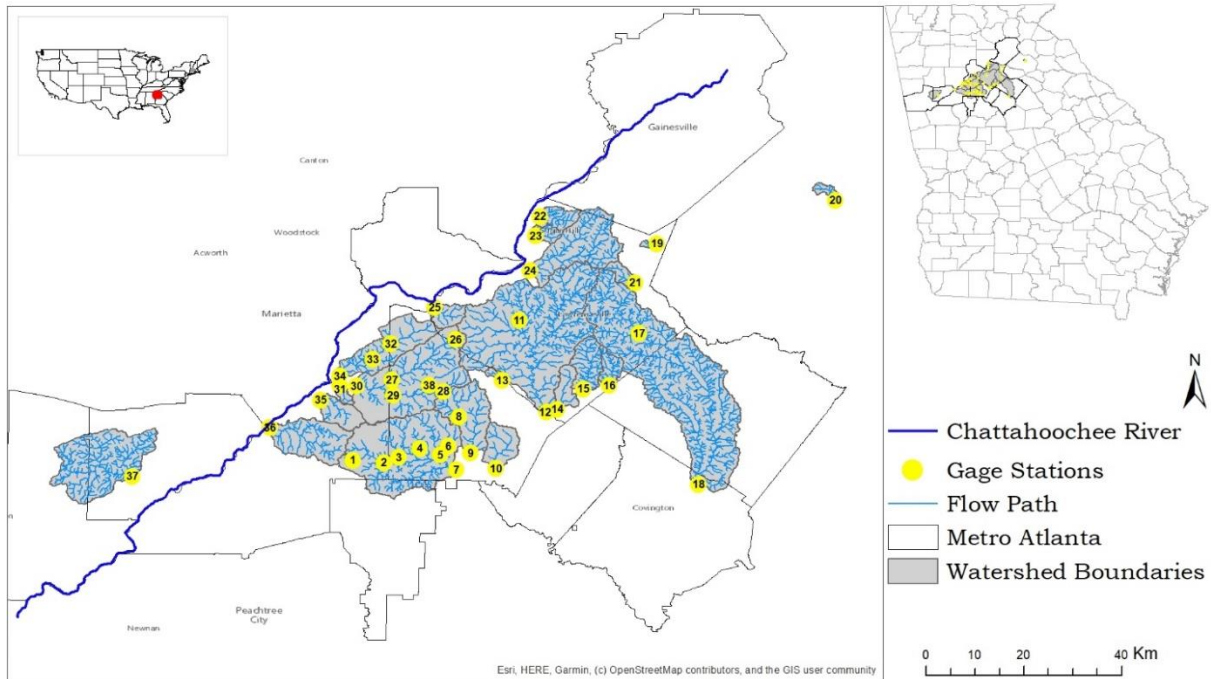 Gainesville
Canton
20
22
Woodstock
23
19
Acworth
24
21
25
Marietta
11
17
26
32
33
34
27
38
13
16
31
30
28
15
29
35
12
14
8
36
4
6
1
2
3
5
9
7
10
37
18
Covington
Peachtree
City
Newnan
Esri, HERE, Garmin, (c) OpenStreetMap contributors, and the GIS user community
N
Chattahoochee River
Gage Stations
Flow Path
Metro Atlanta
Watershed Boundaries
0 10 20 40 Km